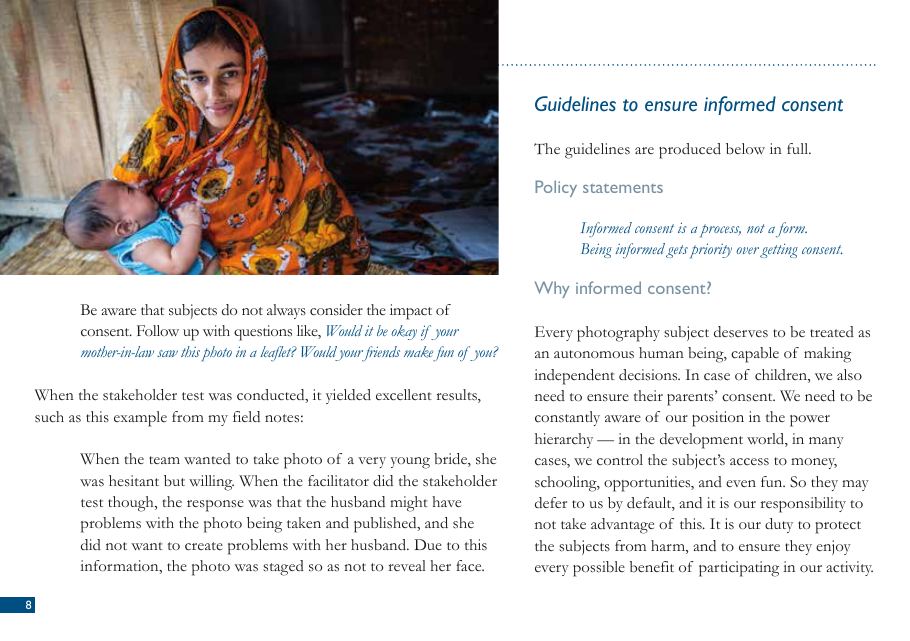 Be aware that subjects do not always consider the impact of
consent. Follow up with questions like, Would it be okay if your
mother-in-law saw this photo in a leaflet? Would your friends make fun of you?
When the stakeholder test was conducted, it yielded excellent results,
such as this example from my field notes:
When the team wanted to take photo of a very young bride, she
was hesitant but willing. When the facilitator did the stakeholder
test though, the response was that the husband might have
problems with the photo being taken and published, and she
did not want to create problems with her husband. Due to this
information, the photo was staged so as not to reveal her face.
8
Guidelines to ensure informed consent
The guidelines are produced below in full.
Policy statements
Informed consent is a process, not a form.
Being informed gets priority over getting consent.
Why informed consent?
Every photography subject deserves to be treated as
an autonomous human being, capable of making
independent decisions. In case of children, we also
need to ensure their parents’ consent. We need to be
constantly aware of our position in the power
hierarchy — in the development world, in many
cases, we control the subject’s access to money,
schooling, opportunities, and even fun. So they may
defer to us by default, and it is our responsibility to
not take advantage of this. It is our duty to protect
the subjects from harm, and to ensure they enjoy
every possible benefit of participating in our activity.